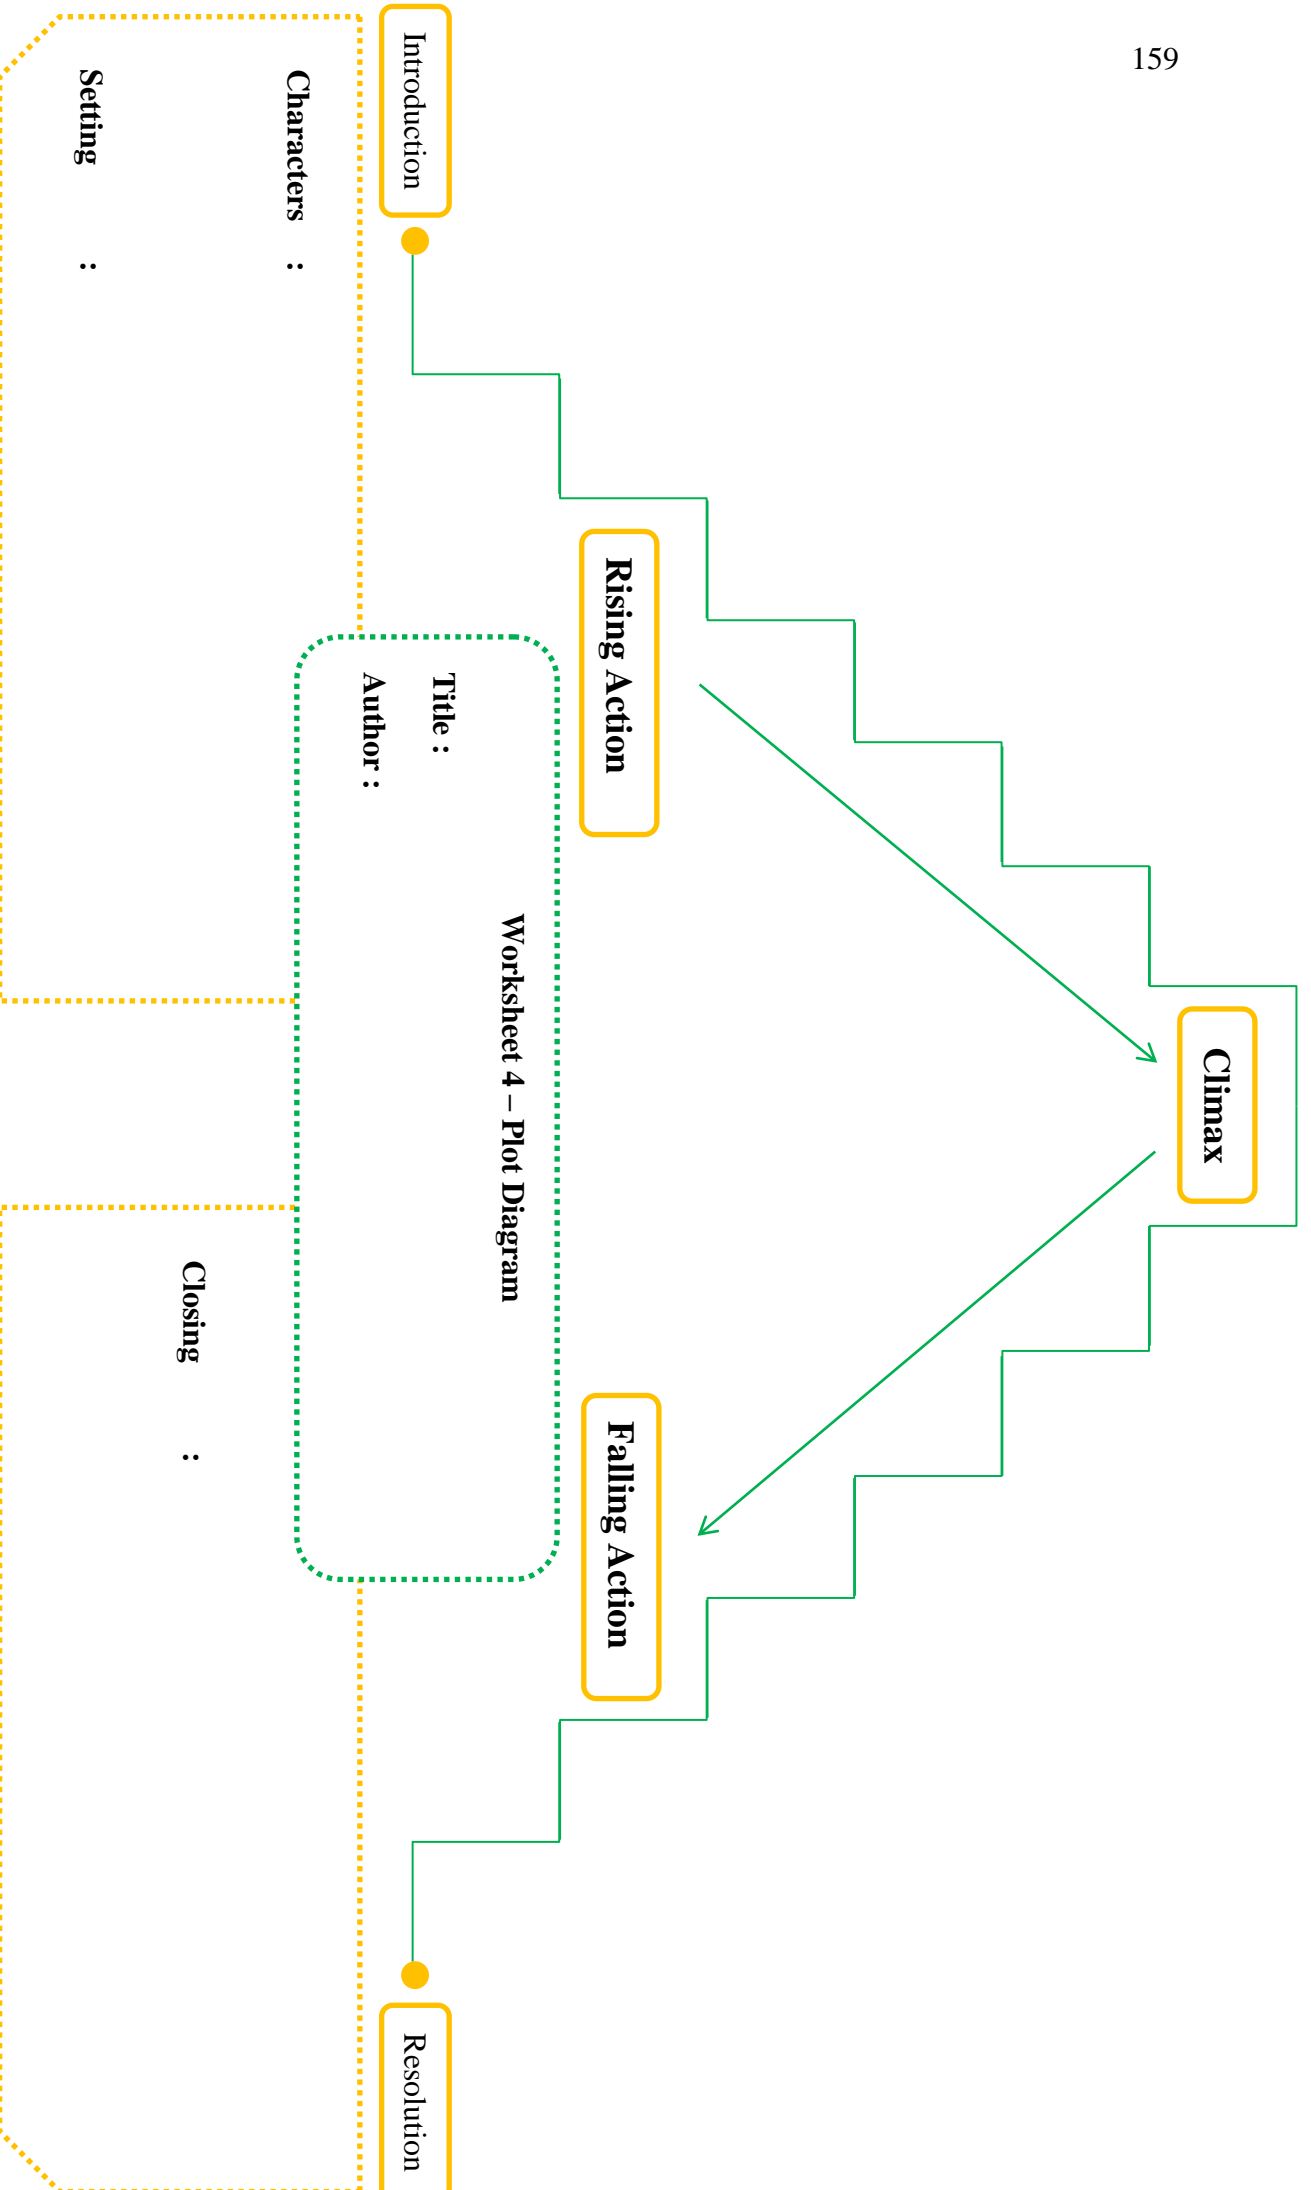 159
Climax
Rising Action
Falling Action
Introduction
Resolution
Worksheet 4 – Plot Diagram
Title :
Author :
Characters :
Setting :
Closing :